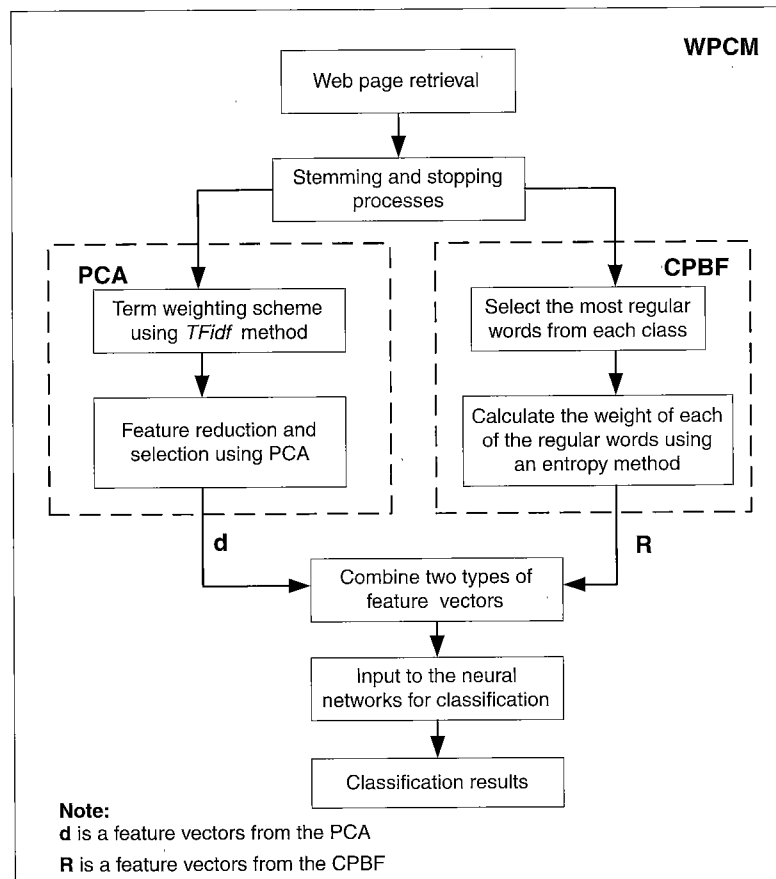 WPCM
Web page retrieval
Stemming and stopping
processes
PCA
Term weighting scheme
using TFidf method
Feature reduction and
selection using PCA
d
CPBF
Select the most regular
words from each class
Calculate the weight of each
of the regular words using
an entropy method
R
Combine two types of
feature vectors
Input to the neural
networks for classification
Classification results
Note:
d is a feature vectors from the PCA
R is a feature vectors from the CPBF